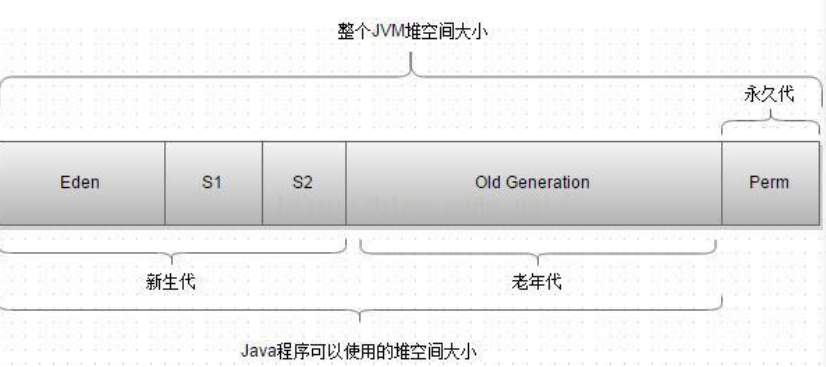 整个JVM堆空间大小
永久代
Eden
S1
S2
Old Generation
Perm
新生代
老年代
Java程序可以使用的堆空间大小